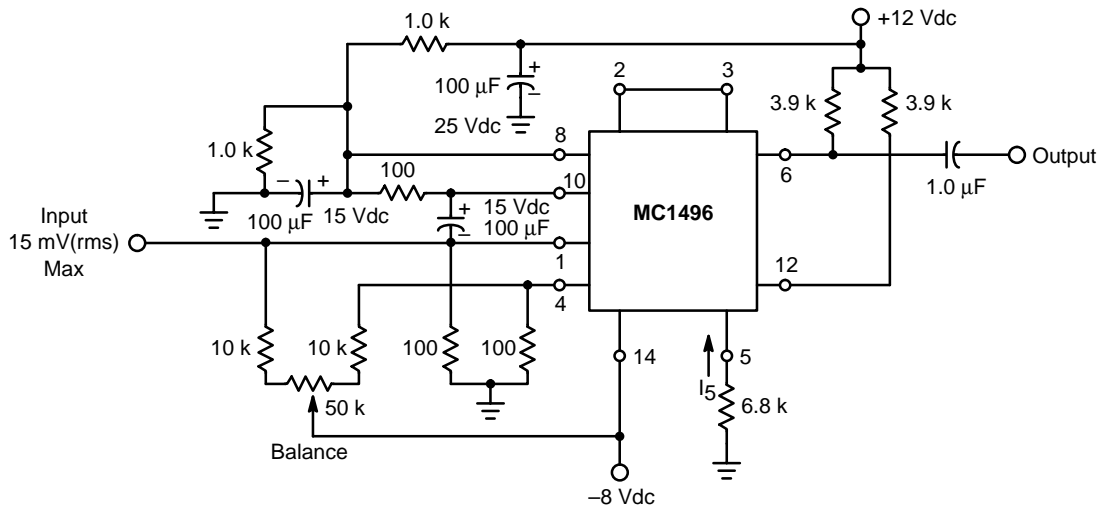 1.0 k
+12 Vdc
100 µF
+
–
25 Vdc
2
3
3.9 k
3.9 k
1.0 k
8
6
Output
1.0 µF
–
+
100 µF
15 Vdc
100
10
+
–
15 Vdc
100 µF
MC1496
Input
15 mV(rms)
Max
1
4
12
10 k
10 k
100
100
50 k
14
I5
5
6.8 k
Balance
–8 Vdc